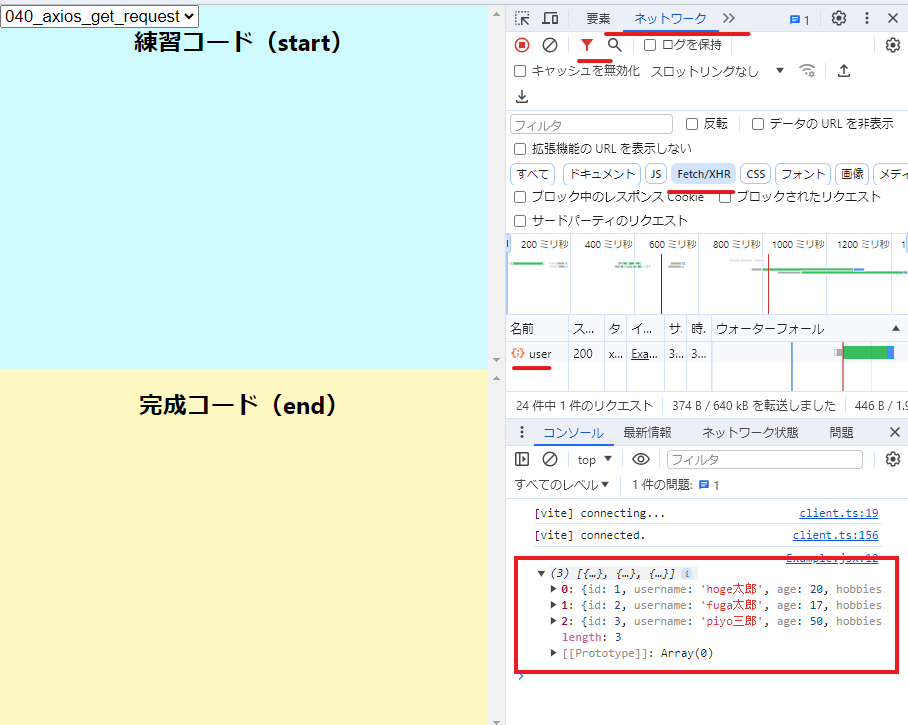 040_axios_get_request
練習コード（start）
完成コード（end）
要素 ネットワーク 1
ログを保持
キャッシュを無効化 スロットリングなし
フィルタ 反転 データの URL を非表示
拡張機能の URL を表示しない
すべて ドキュメント JS Fetch/XHR CSS フォント 画像 メディ
ブロック中のレスポンス Cookie ブロックされたリクエスト
サードパーティのリクエスト
200 ミリ秒 400 ミリ秒 600 ミリ秒 800 ミリ秒 1000 ミリ秒 1200 ミリ秒 1
名前 ス... タ. イ... サ. 時. ウォーターフォール
user 200 x... Exa... 3... 3...
24 件中 1 件のリクエスト 374 B / 640 kB を転送しました 446 B / 1.9
コンソール 最新情報 ネットワーク状態 問題
top フィルタ
すべてのレベル 1 件の問題: 1
[vite] connecting... client.ts:19
[vite] connected. client.ts:156
Example.jsx:12
(3) [{…}, {…}, {…}] i
0: {id: 1, username: 'hoge太郎', age: 20, hobbies:
1: {id: 2, username: 'fuga太郎', age: 17, hobbies:
2: {id: 3, username: 'piyo三郎', age: 50, hobbies:
length: 3
[[Prototype]]: Array(0)